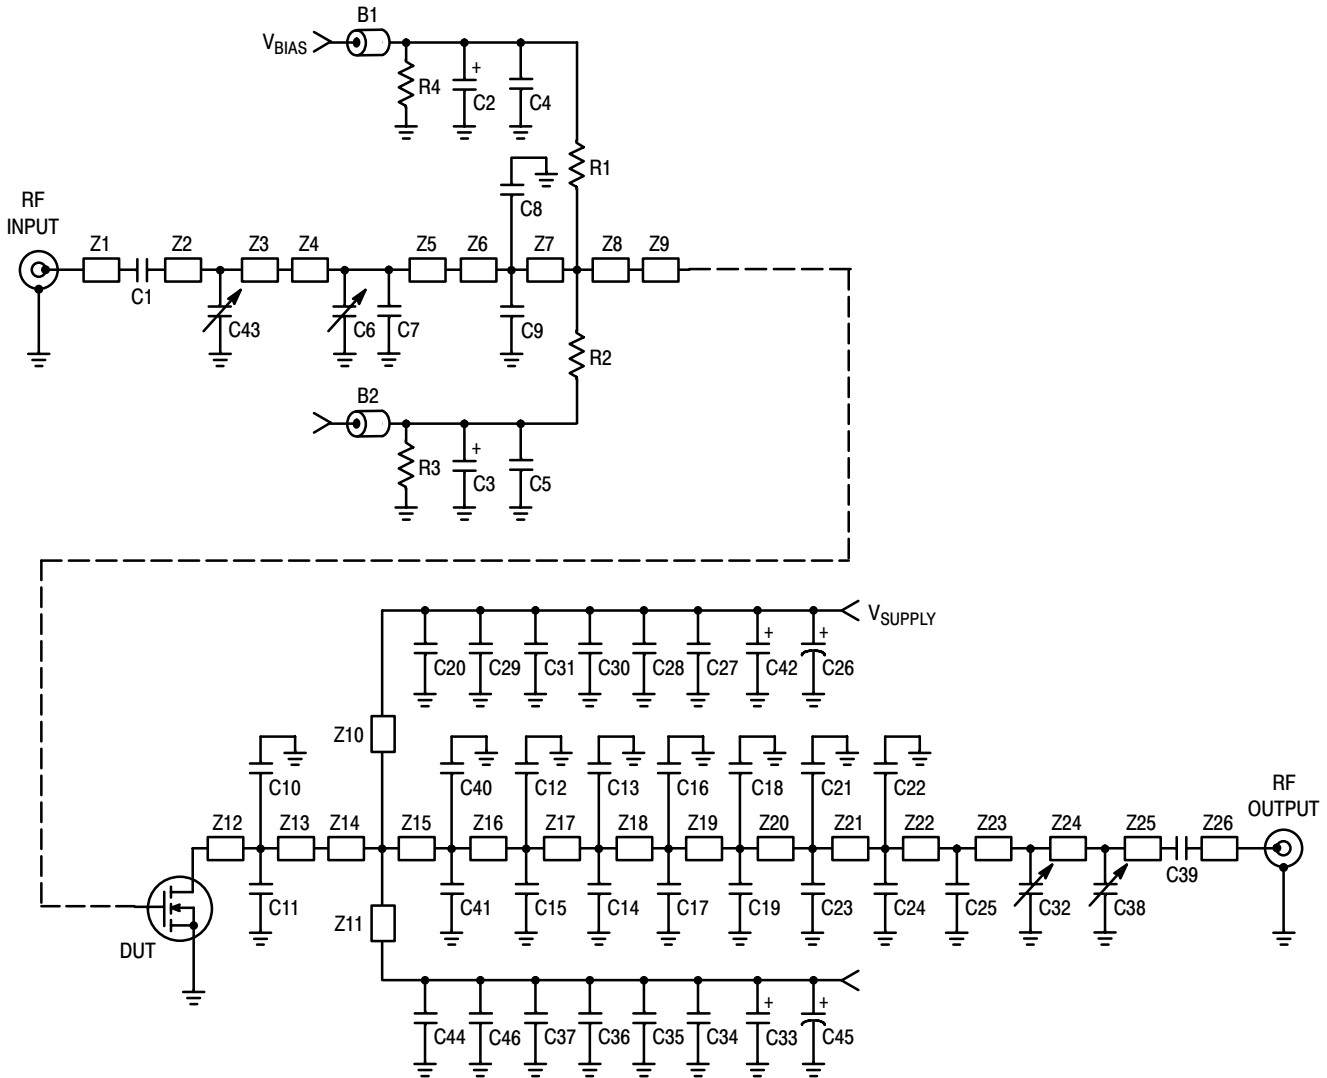 B1
VBIAS
+
R4
C2
C4
R1
RF
INPUT
C8
Z1
Z2
Z3
Z4
Z5
Z6
Z7
Z8
Z9
C1
C43
C6
C7
C9
R2
B2
+
R3
C3
C5
VSUPPLY
+
+
C20
C29
C31
C30
C28
C27
C42
C26
Z10
C10
C40
C12
C13
C16
C18
C21
C22
RF
OUTPUT
Z12
Z13
Z14
Z15
Z16
Z17
Z18
Z19
Z20
Z21
Z22
Z23
Z24
Z25
Z26
C39
C11
C41
C15
C14
C17
C19
C23
C24
C25
C32
C38
Z11
DUT
+
+
C44
C46
C37
C36
C35
C34
C33
C45